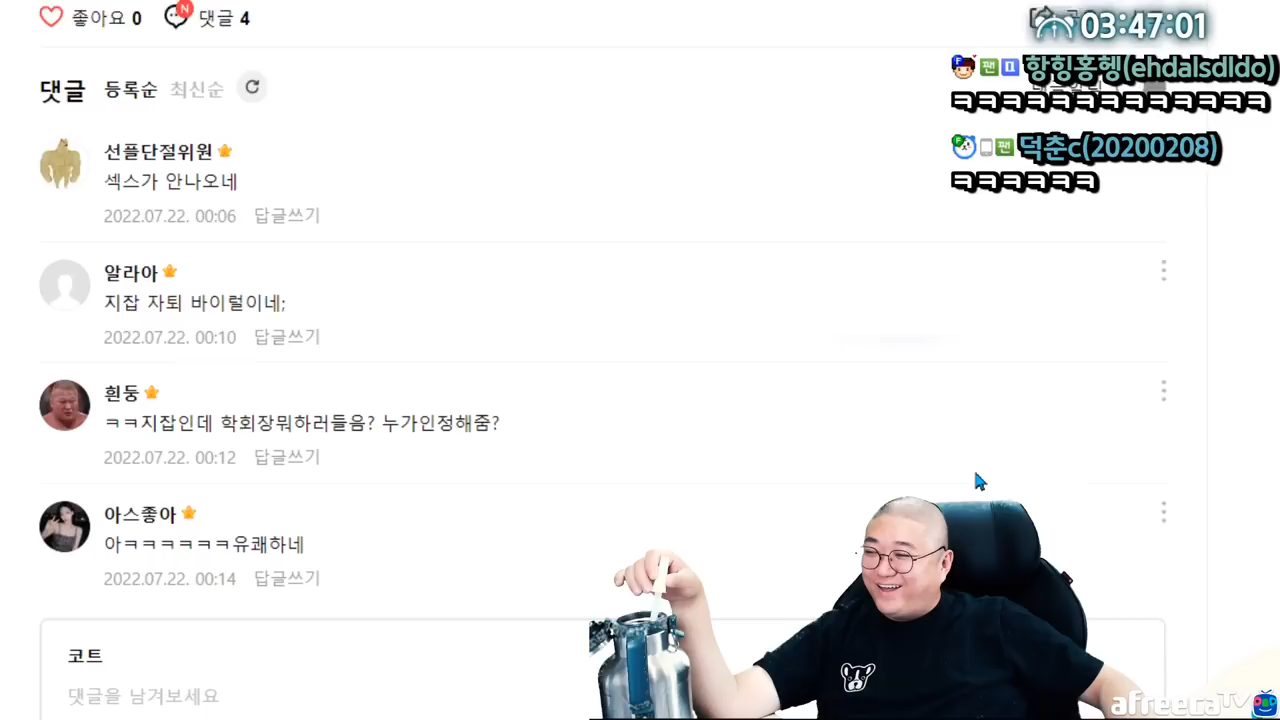 좋아요 0
N
댓글 4
03:47:01
댓글 등록순 최신순
F 팬 n 항힝홍헹(ehdalsdldo)
ㅋㅋㅋㅋㅋㅋㅋㅋㅋㅋㅋㅋㅋ
F 팬 덕춘c(20200208)
ㅋㅋㅋㅋㅋㅋ
선플단절위원
섹스가 안나오네
2022.07.22. 00:06 답글쓰기
알라아
지잡 자퇴 바이럴이네;
2022.07.22. 00:10 답글쓰기
흰둥
ㅋㅋ지잡인데 학회장뭐하러들음? 누가인정해줌?
2022.07.22. 00:12 답글쓰기
아스좋아
아ㅋㅋㅋㅋㅋㅋ유쾌하네
2022.07.22. 00:14 답글쓰기
코트
댓글을 남겨보세요
afreecaTV